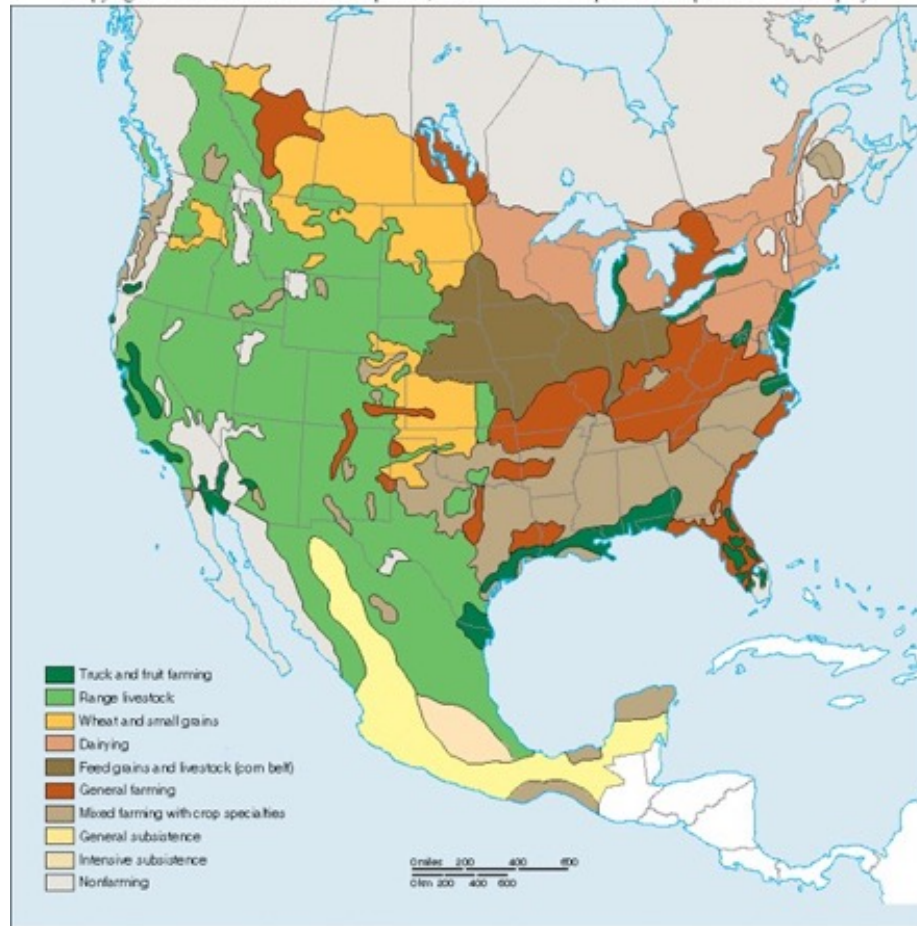 Truck and fruit farming
Range livestock
Wheat and small grains
Dairying
Feed grains and livestock (corn belt)
General farming
Mixed farming with crop specialties
General subsistence
Intensive subsistence
Nonfarming
0 miles 200 400 600
0 km 200 400 600